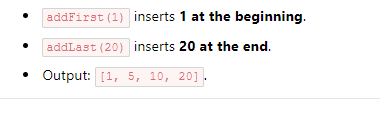 • addFirst(1) inserts 1 at the beginning.
• addLast(20) inserts 20 at the end.
• Output: [1, 5, 10, 20].